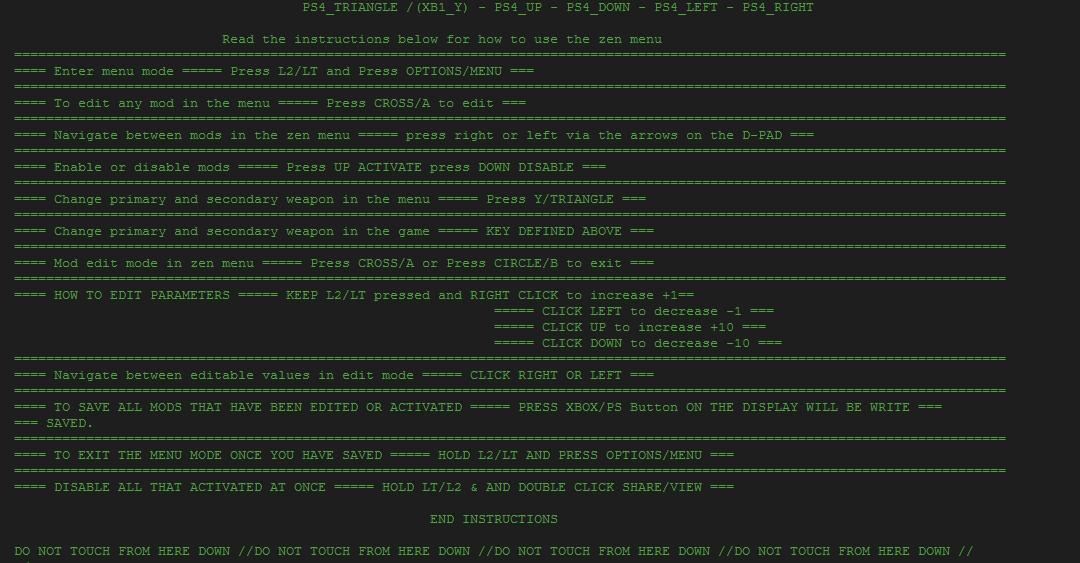 PS4_TRIANGLE /(XB1_Y) - PS4_UP - PS4_DOWN - PS4_LEFT - PS4_RIGHT
Read the instructions below for how to use the zen menu
============================================================================================================================
==== Enter menu mode ===== Press L2/LT and Press OPTIONS/MENU ===
============================================================================================================================
==== To edit any mod in the menu ===== Press CROSS/A to edit ===
============================================================================================================================
==== Navigate between mods in the zen menu ===== press right or left via the arrows on the D-PAD ===
============================================================================================================================
==== Enable or disable mods ===== Press UP ACTIVATE press DOWN DISABLE ===
============================================================================================================================
==== Change primary and secondary weapon in the menu ===== Press Y/TRIANGLE ===
============================================================================================================================
==== Change primary and secondary weapon in the game ===== KEY DEFINED ABOVE ===
============================================================================================================================
==== Mod edit mode in zen menu ===== Press CROSS/A or Press CIRCLE/B to exit ===
============================================================================================================================
==== HOW TO EDIT PARAMETERS ===== KEEP L2/LT pressed and RIGHT CLICK to increase +1==
===== CLICK LEFT to decrease -1 ===
===== CLICK UP to increase +10 ===
===== CLICK DOWN to decrease -10 ===
============================================================================================================================
==== Navigate between editable values in edit mode ===== CLICK RIGHT OR LEFT ===
============================================================================================================================
==== TO SAVE ALL MODS THAT HAVE BEEN EDITED OR ACTIVATED ===== PRESS XBOX/PS Button ON THE DISPLAY WILL BE WRITE ===
=== SAVED.
============================================================================================================================
==== TO EXIT THE MENU MODE ONCE YOU HAVE SAVED ===== HOLD L2/LT AND PRESS OPTIONS/MENU ===
============================================================================================================================
==== DISABLE ALL THAT ACTIVATED AT ONCE ===== HOLD LT/L2 & AND DOUBLE CLICK SHARE/VIEW ===
END INSTRUCTIONS
DO NOT TOUCH FROM HERE DOWN //DO NOT TOUCH FROM HERE DOWN //DO NOT TOUCH FROM HERE DOWN //DO NOT TOUCH FROM HERE DOWN //